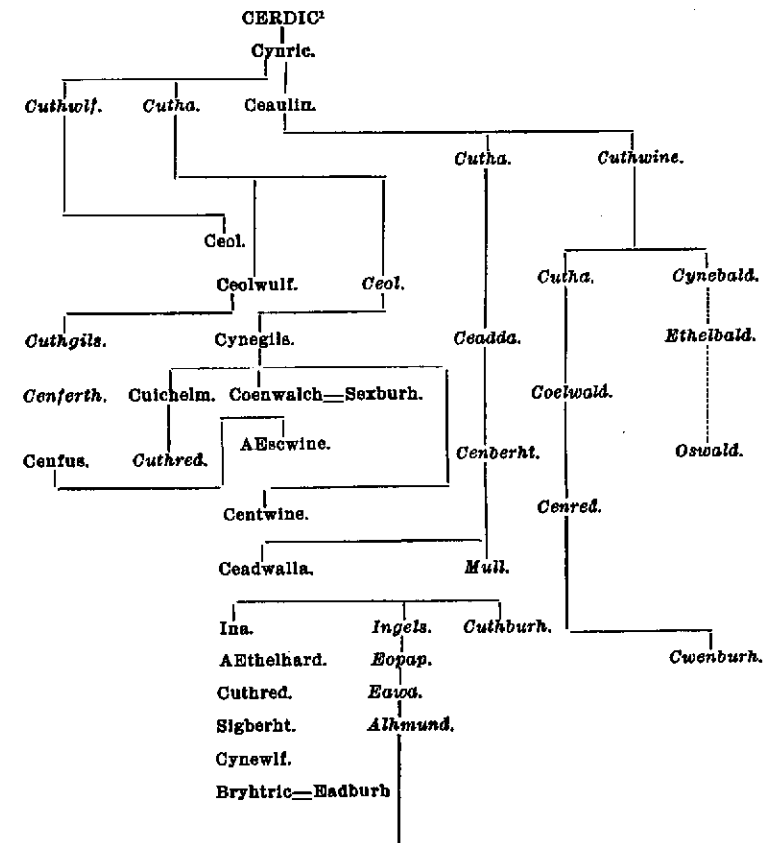 CERDIC¹
Cynric.
Cuthwlf. Cutha. Ceaulin.
Cutha. Cuthwine.
Ceol.
Ceolwulf. Ceol. Cutha. Cynebald.
Cuthgils. Cynegils. Ceadda. Ethelbald.
Cenferth. Cuichelm. Coenwalch=Sexburh. Coelwald.
Cenfus. Cuthred. AEscwine. Cenberht. Oswald.
Centwine. Cenred.
Ceadwalla. Mull.
Ina. Ingels. Cuthburh.
AEthelhard. Eopap. Cwenburh.
Cuthred. Eawa.
Sigberht. Alhmund.
Cynewlf.
Bryhtric=Eadburh